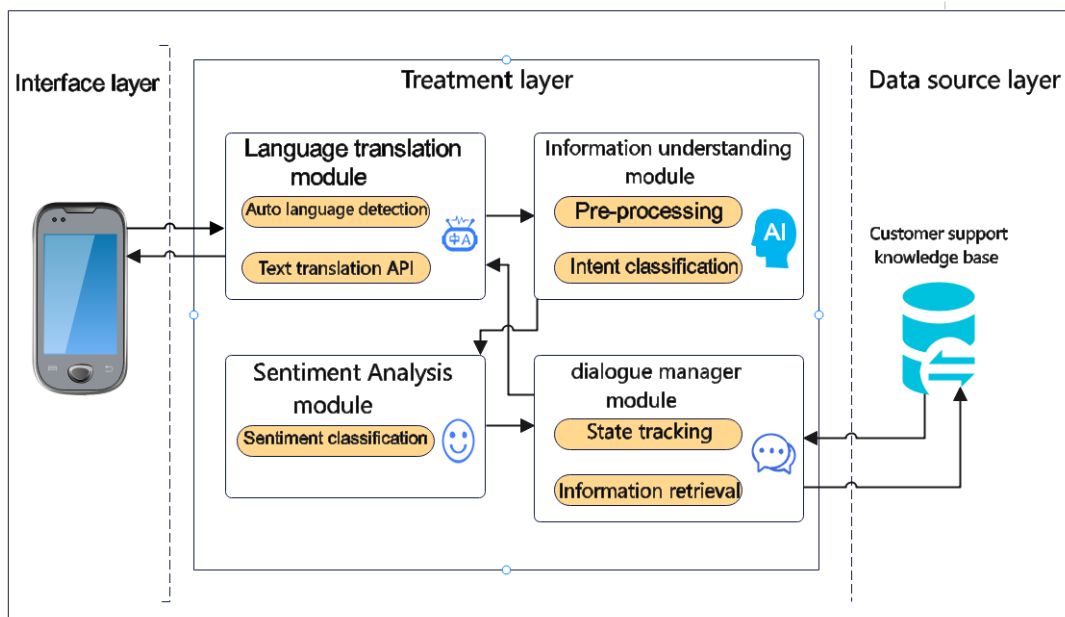 Interface layer
Treatment layer
Data source layer
Language translation
module
Auto language detection
Text translation API
中A
Information understanding
module
Pre-processing
AI
Intent classification
Customer support
knowledge base
Sentiment Analysis
module
Sentiment classification
dialogue manager
module
State tracking
Information retrieval